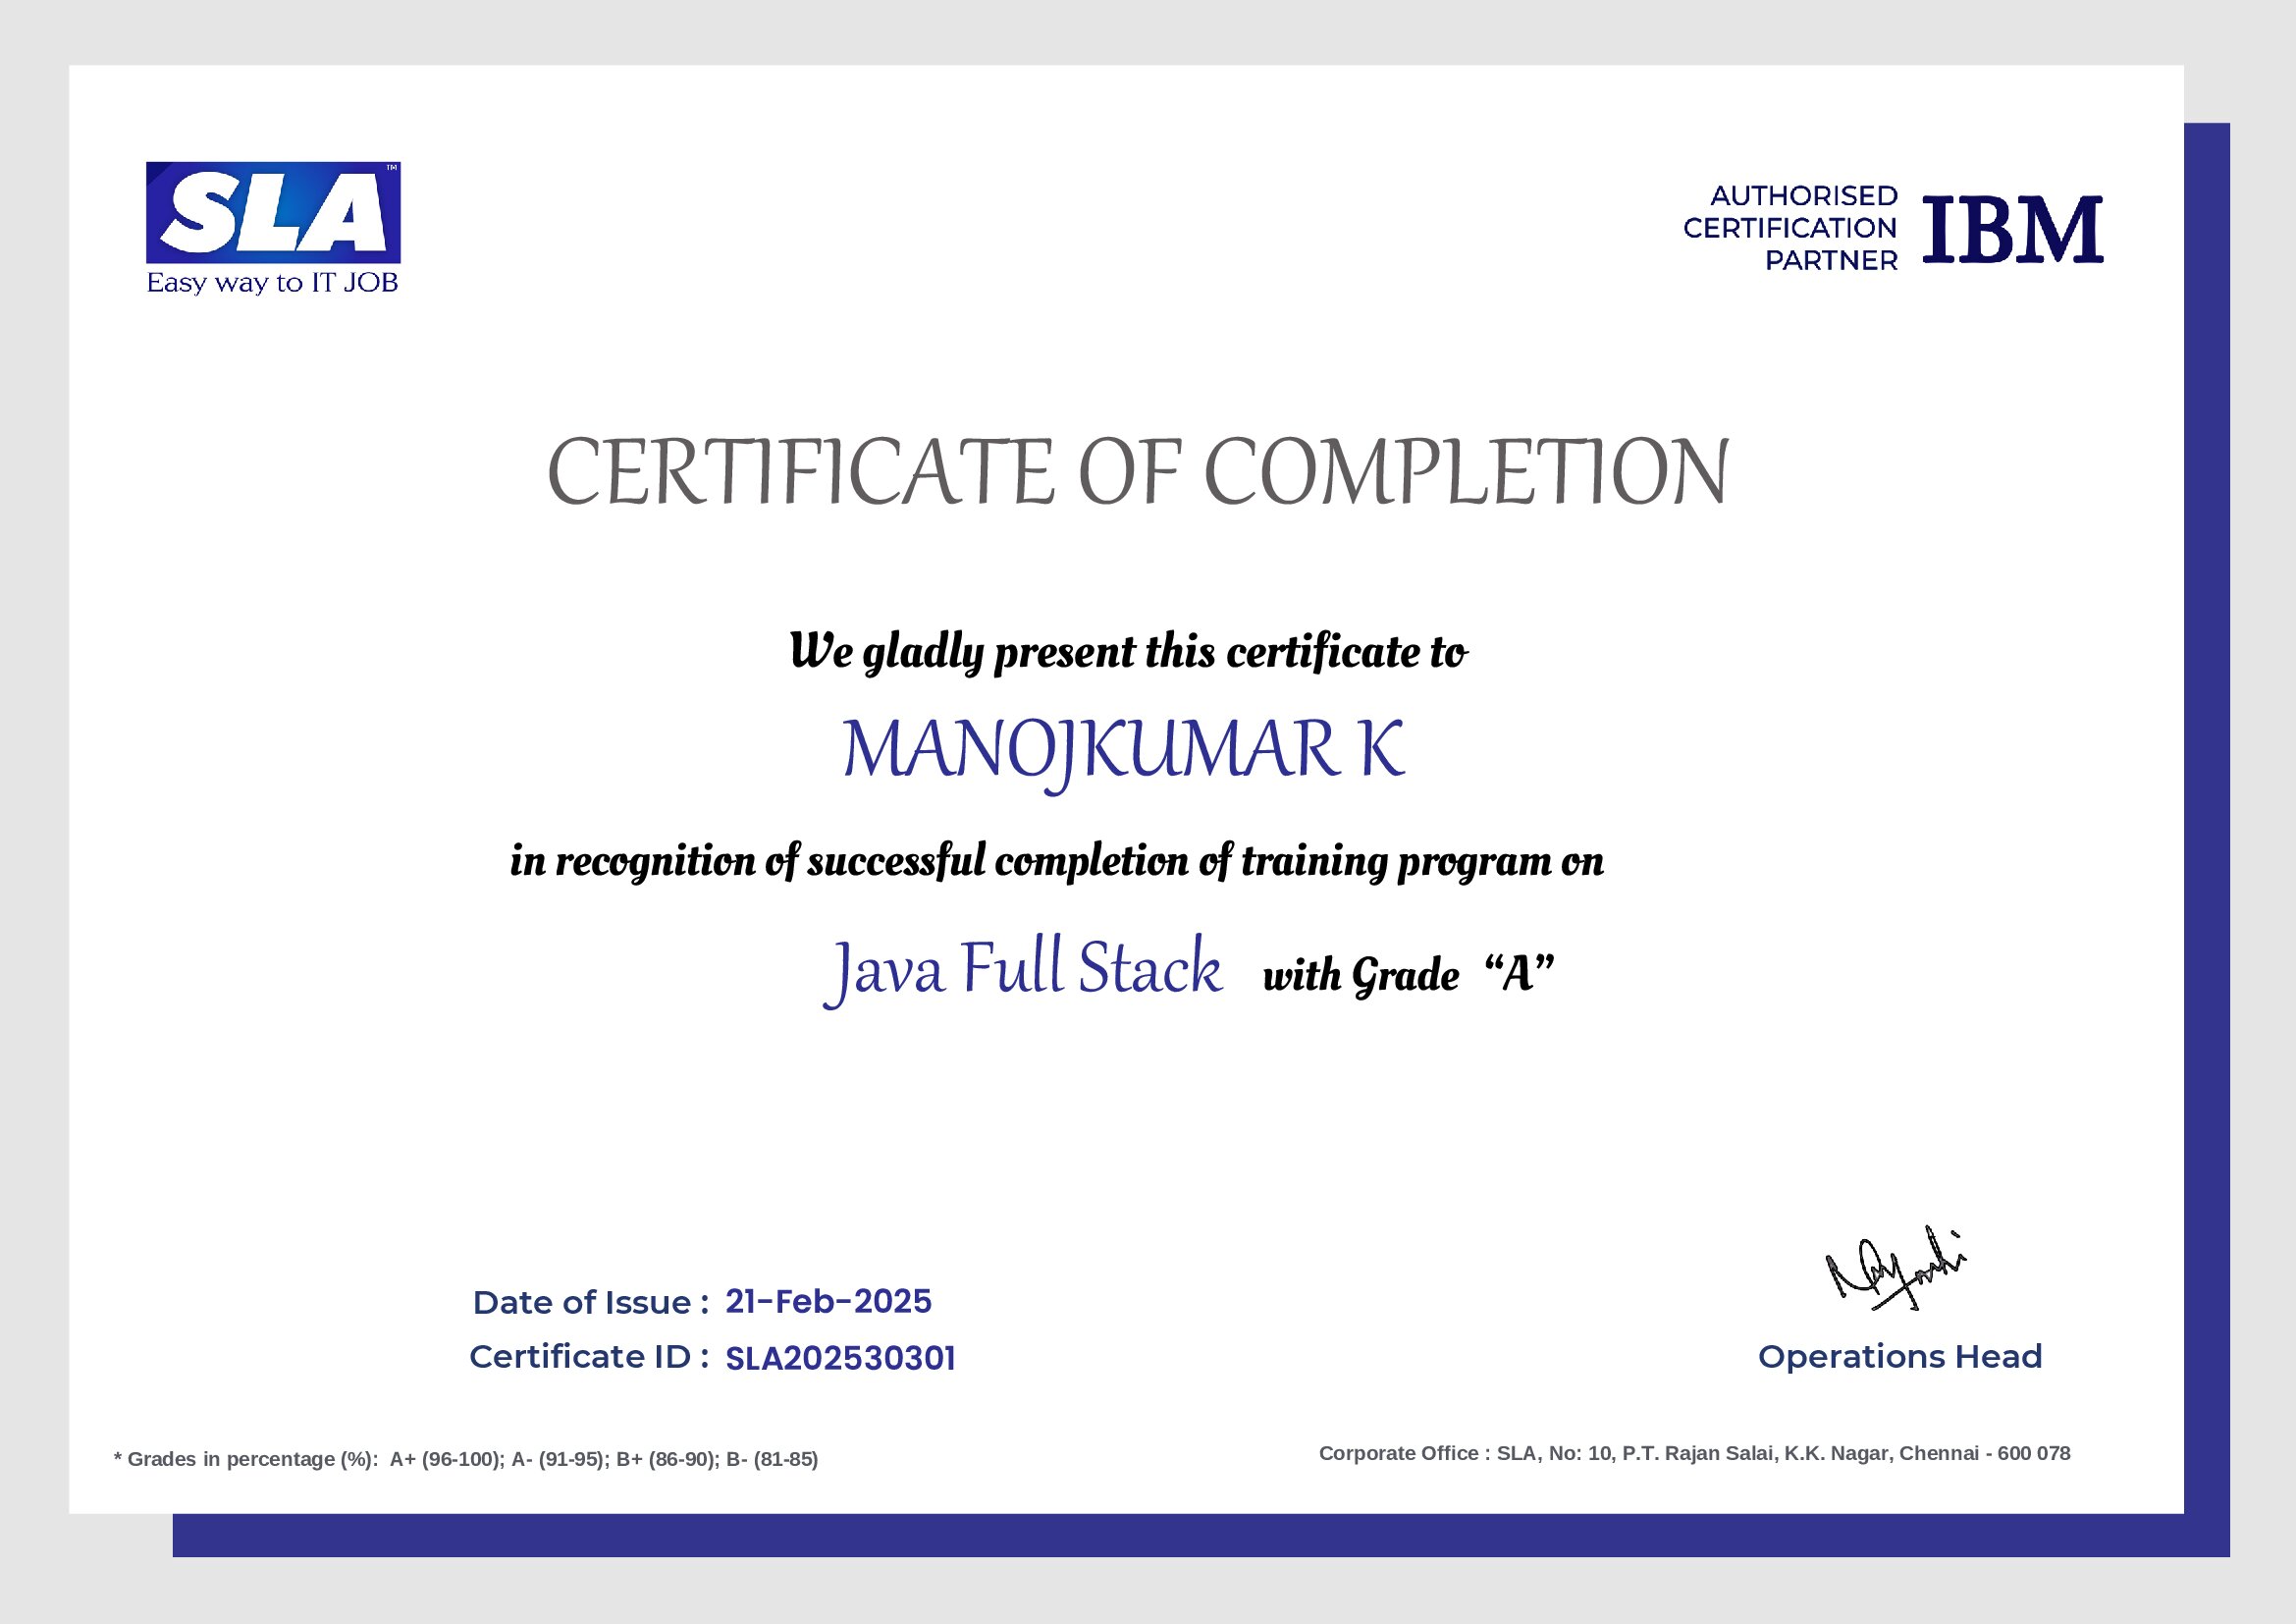 SLA™
Easy way to IT JOB
AUTHORISED
CERTIFICATION
PARTNER
IBM
CERTIFICATE OF COMPLETION
We gladly present this certificate to
MANOJKUMAR K
in recognition of successful completion of training program on
Java Full Stack with Grade “A”
Date of Issue : 21-Feb-2025
Certificate ID : SLA202530301
Operations Head
* Grades in percentage (%): A+ (96-100); A- (91-95); B+ (86-90); B- (81-85)
Corporate Office : SLA, No: 10, P.T. Rajan Salai, K.K. Nagar, Chennai - 600 078